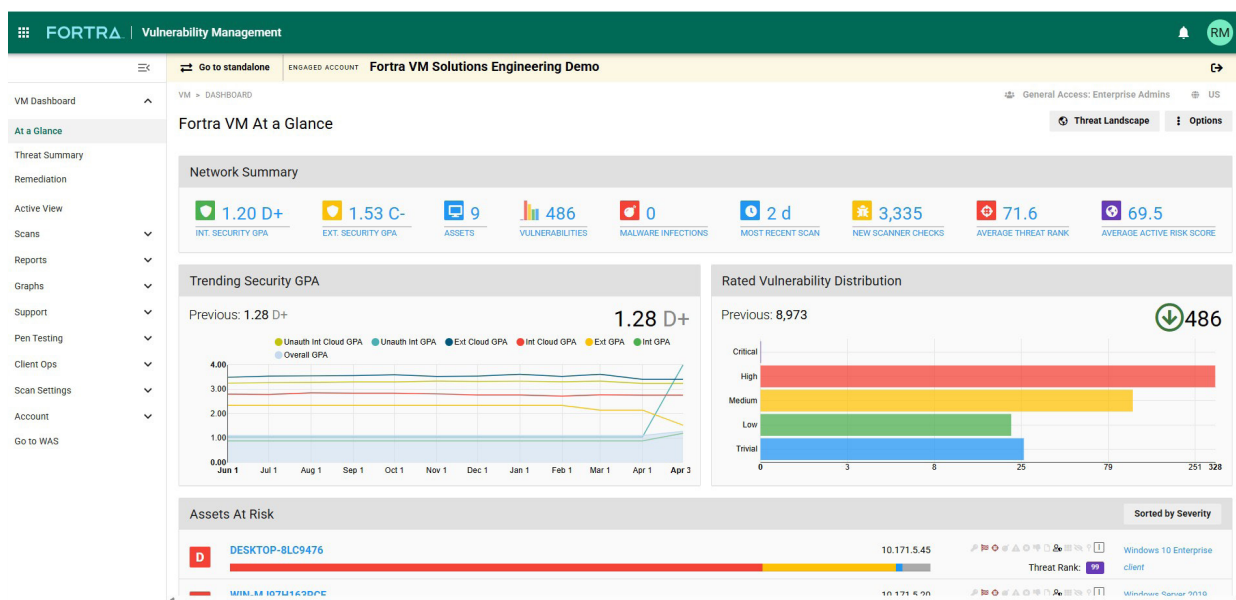 FORTRA | Vulnerability Management
RM
Go to standalone ENGAGED ACCOUNT Fortra VM Solutions Engineering Demo
VM Dashboard
At a Glance
Threat Summary
Remediation
Active View
Scans
Reports
Graphs
Support
Pen Testing
Client Ops
Scan Settings
Account
Go to WAS
VM > DASHBOARD
General Access: Enterprise Admins US
Fortra VM At a Glance
Threat Landscape Options
Network Summary
1.20 D+ 1.53 C- 9 486 0 2 d 3,335 71.6 69.5
INT. SECURITY GPA EXT. SECURITY GPA ASSETS VULNERABILITIES MALWARE INFECTIONS MOST RECENT SCAN NEW SCANNER CHECKS AVERAGE THREAT RANK AVERAGE ACTIVE RISK SCORE
Trending Security GPA
Previous: 1.28 D+
1.28 D+
Unauth Int Cloud GPA Unauth Int GPA Ext Cloud GPA Int Cloud GPA Ext GPA Int GPA
Overall GPA
4.00
3.00
2.00
1.00
0.00
Jun 1 Jul 1 Aug 1 Sep 1 Oct 1 Nov 1 Dec 1 Jan 1 Feb 1 Mar 1 Apr 1 Apr 3
Rated Vulnerability Distribution
Previous: 8,973
486
Critical
High
Medium
Low
Trivial
0 3 8 25 79 251 328
Assets At Risk
Sorted by Severity
D DESKTOP-8LC9476 10.171.5.45 Windows 10 Enterprise
Threat Rank: 99 client
WIN-MJ97H163RCE 10.171.5.20 Windows Server 2019